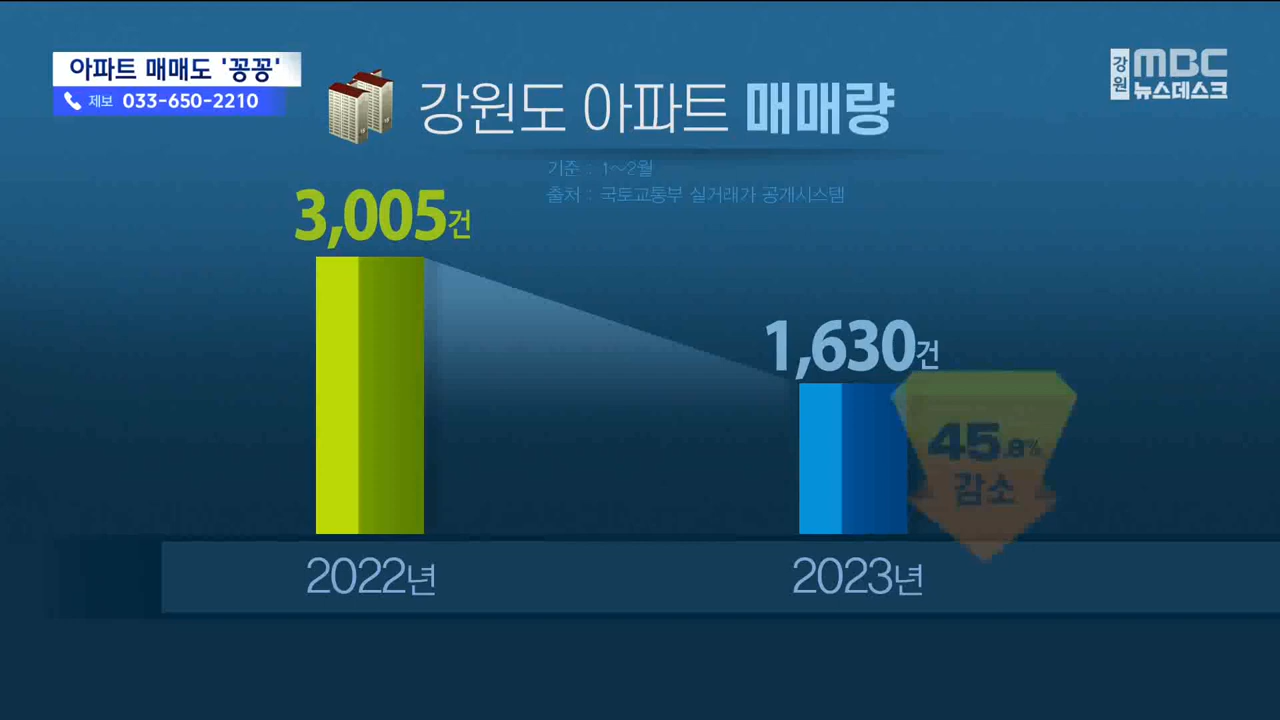 아파트 매매도 '꽁꽁'
제보 033-650-2210
강원
MBC
뉴스데스크
강원도 아파트 매매량
기준 : 1~2월
출처 : 국토교통부 실거래가 공개시스템
3,005건
1,630건
45.8%
감소
2022년
2023년